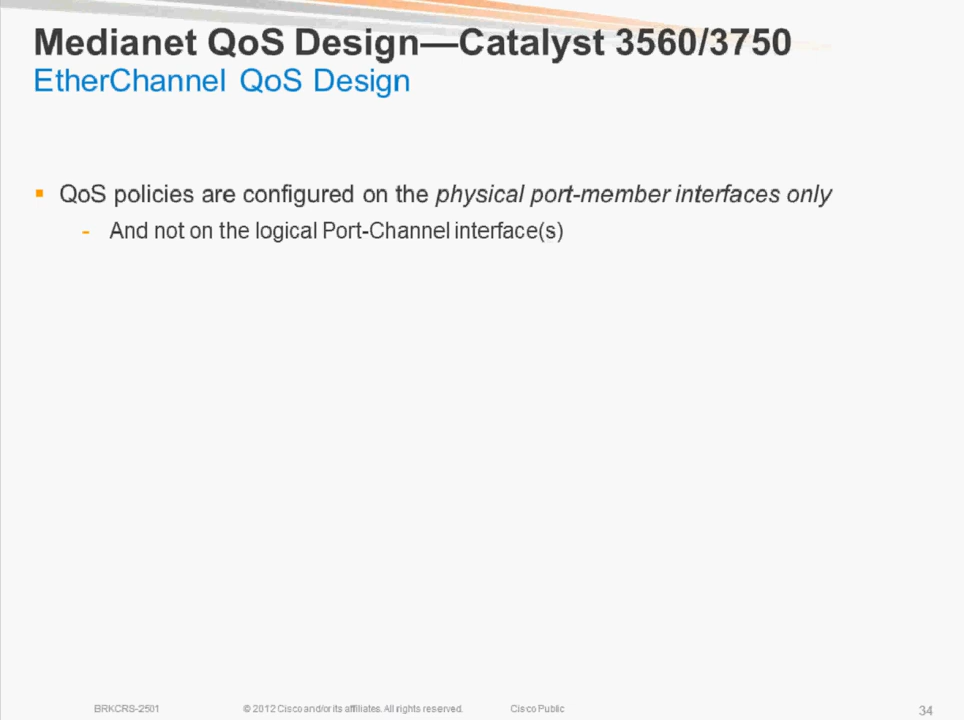 Medianet QoS Design—Catalyst 3560/3750
EtherChannel QoS Design
▪ QoS policies are configured on the physical port-member interfaces only
- And not on the logical Port-Channel interface(s)
BRKCRS-2501 © 2012 Cisco and/or its affiliates. All rights reserved. Cisco Public 34